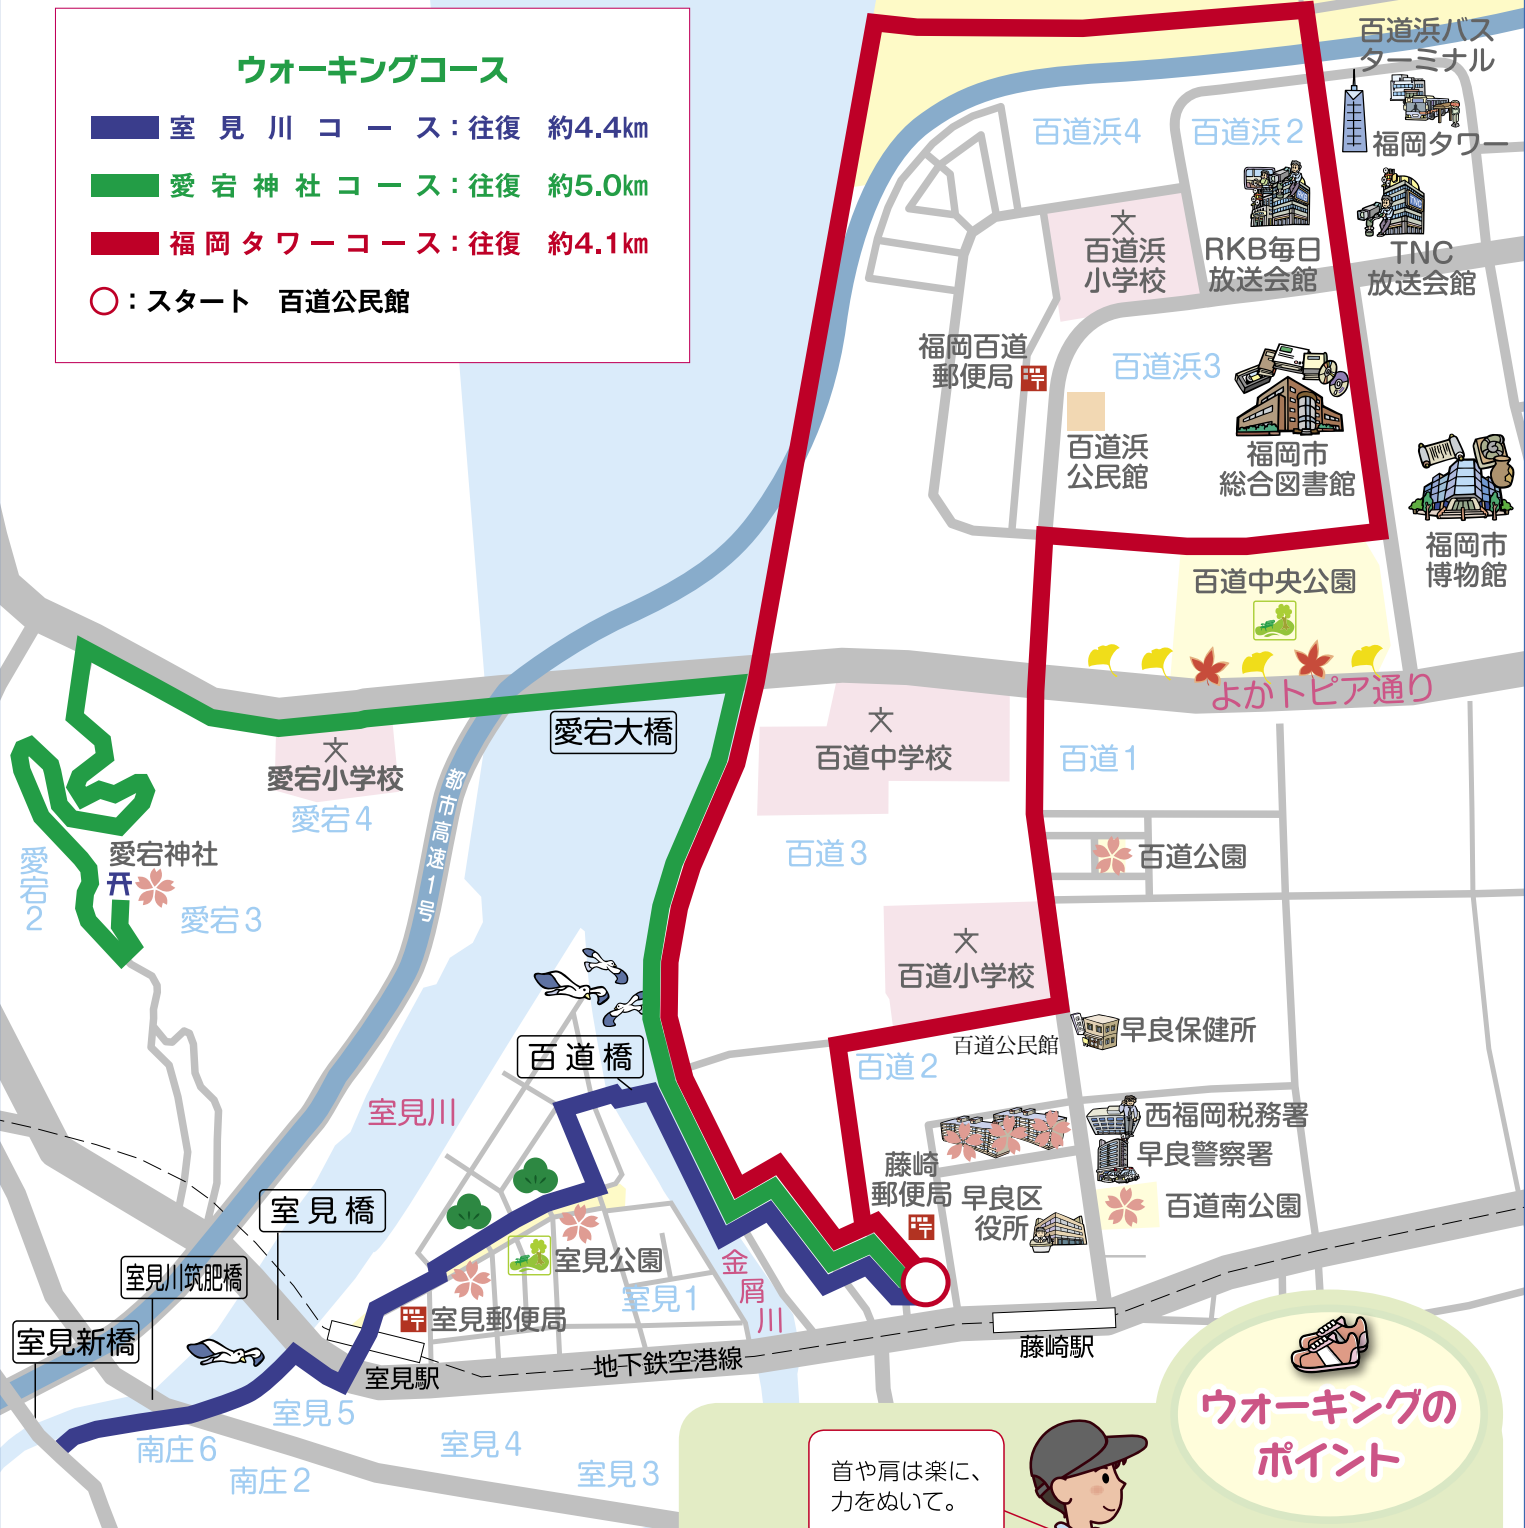 ウォーキングコース
室見川コース：往復　約4.4km
愛宕神社コース：往復　約5.0km
福岡タワーコース：往復　約4.1km
○：スタート　百道公民館
百道浜バス
ターミナル
福岡タワー
百道浜4
百道浜2
文
百道浜
小学校
RKB毎日
放送会館
TNC
TNC
放送会館
福岡百道
郵便局
百道浜3
百道浜
公民館
福岡市
総合図書館
福岡市
博物館
百道中央公園
よかトピア通り
愛宕大橋
文
愛宕小学校
愛宕4
都市高速1号
文
百道中学校
百道1
百道3
百道公園
愛宕神社
愛宕2
愛宕3
文
百道小学校
百道公民館
早良保健所
百道橋
百道2
室見川
西福岡税務署
早良警察署
藤崎
郵便局
早良区
役所
百道南公園
室見橋
室見公園
金屑川
室見川筑肥橋
室見1
室見郵便局
室見新橋
室見駅
地下鉄空港線
藤崎駅
室見5
南庄6
南庄2
室見4
室見3
ウォーキングの
ポイント
首や肩は楽に、
力をぬいて。